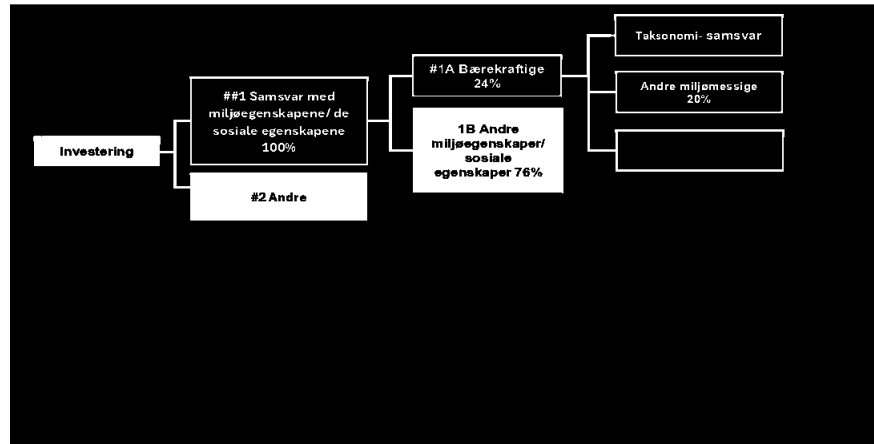 Investering
##1 Samsvar med
miljøegenskapene/ de
sosiale egenskapene
100%
#2 Andre
#1A Bærekraftige
24%
1B Andre
miljøegenskaper/
sosiale
egenskaper 76%
Taksonomi- samsvar
Andre miljømessige
20%